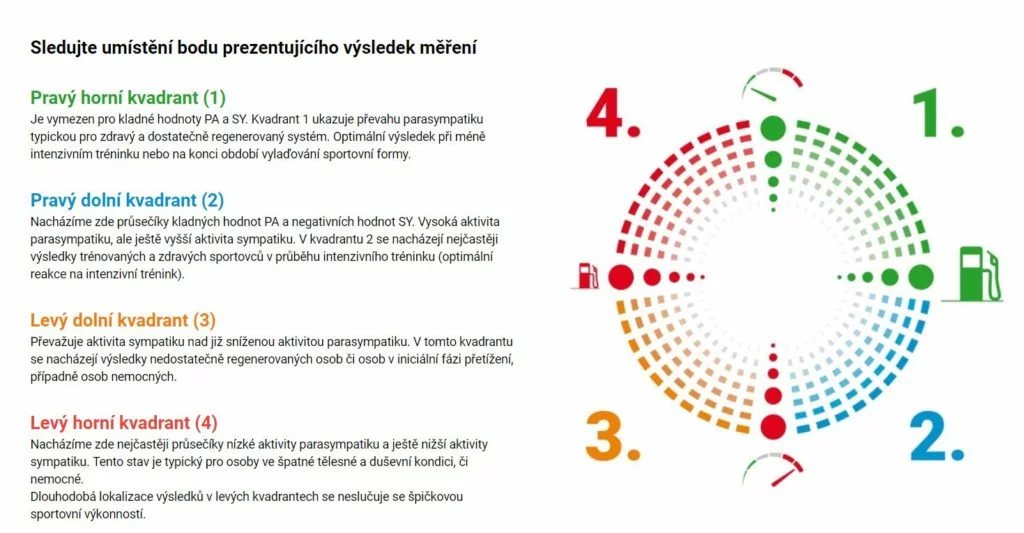 Sledujte umístění bodu prezentujícího výsledek měření
Pravý horní kvadrant (1)
Je vymezen pro kladné hodnoty PA a SY. Kvadrant 1 ukazuje převahu parasympatiku
typickou pro zdravý a dostatečně regenerovaný systém. Optimální výsledek při méně
intenzivním tréninku nebo na konci období vylaďování sportovní formy.
Pravý dolní kvadrant (2)
Nacházíme zde průsečíky kladných hodnot PA a negativních hodnot SY. Vysoká aktivita
parasympatiku, ale ještě vyšší aktivita sympatiku. V kvadrantu 2 se nacházejí nejčastěji
výsledky trénovaných a zdravých sportovců v průběhu intenzivního tréninku (optimální
reakce na intenzivní trénink).
Levý dolní kvadrant (3)
Převažuje aktivita sympatiku nad již sníženou aktivitou parasympatiku. V tomto kvadrantu
se nacházejí výsledky nedostatečně regenerovaných osob či osob v iniciální fázi přetížení,
případně osob nemocných.
Levý horní kvadrant (4)
Nacházíme zde nejčastěji průsečíky nízké aktivity parasympatiku a ještě nižší aktivity
sympatiku. Tento stav je typický pro osoby ve špatné tělesné a duševní kondici, či
nemocné.
Dlouhodobá lokalizace výsledků v levých kvadrantech se neslučuje se špičkovou
sportovní výkonností.
4.
1.
3.
2.